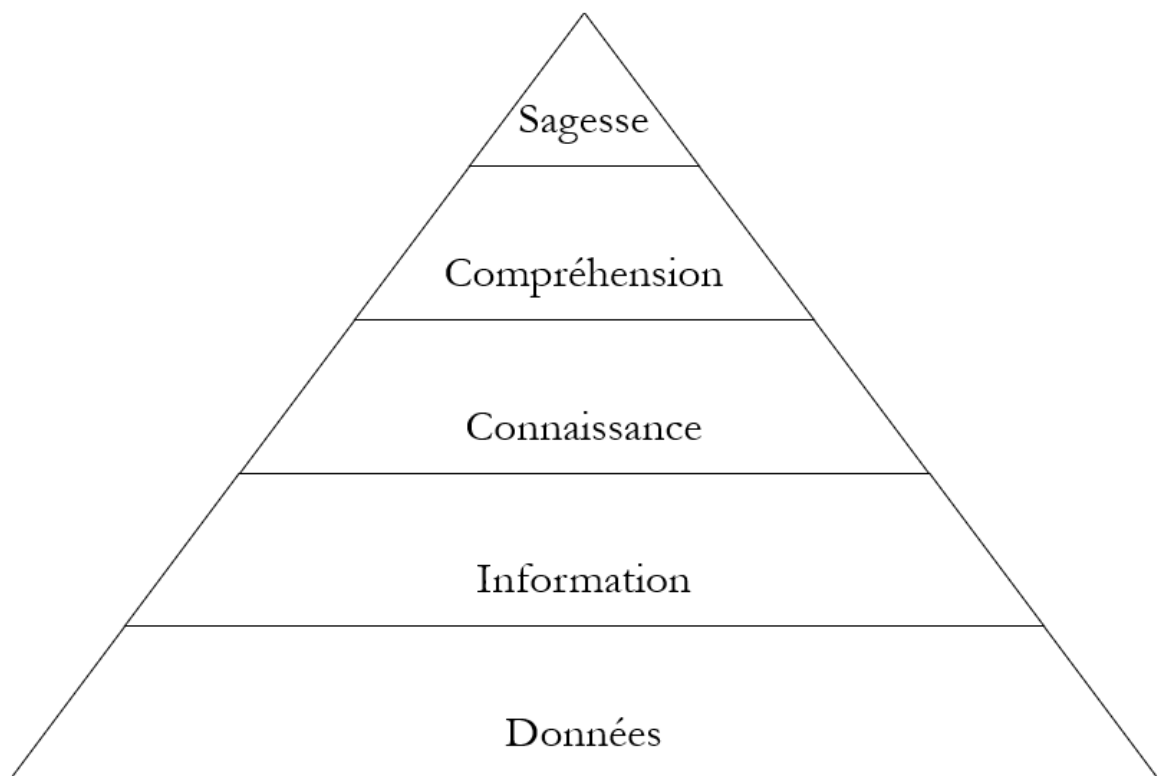 Sagesse
Compréhension
Connaissance
Information
Données